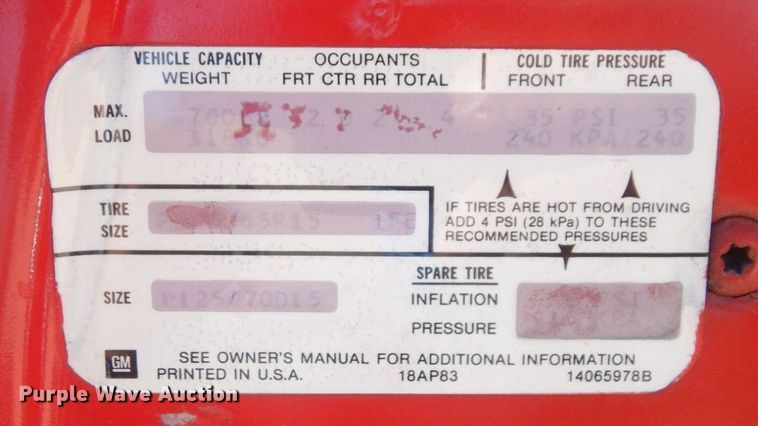 VEHICLE CAPACITY OCCUPANTS COLD TIRE PRESSURE
WEIGHT FRT CTR RR TOTAL FRONT REAR
MAX. 2 2 4 35 PSI 35
LOAD 240 KPA 240
TIRE
SIZE
IF TIRES ARE HOT FROM DRIVING
ADD 4 PSI (28 kPa) TO THESE
RECOMMENDED PRESSURES
SPARE TIRE
SIZE T125/70D15 INFLATION
PRESSURE
GM SEE OWNER'S MANUAL FOR ADDITIONAL INFORMATION
PRINTED IN U.S.A. 18AP83 14065978B
Purple Wave Auction